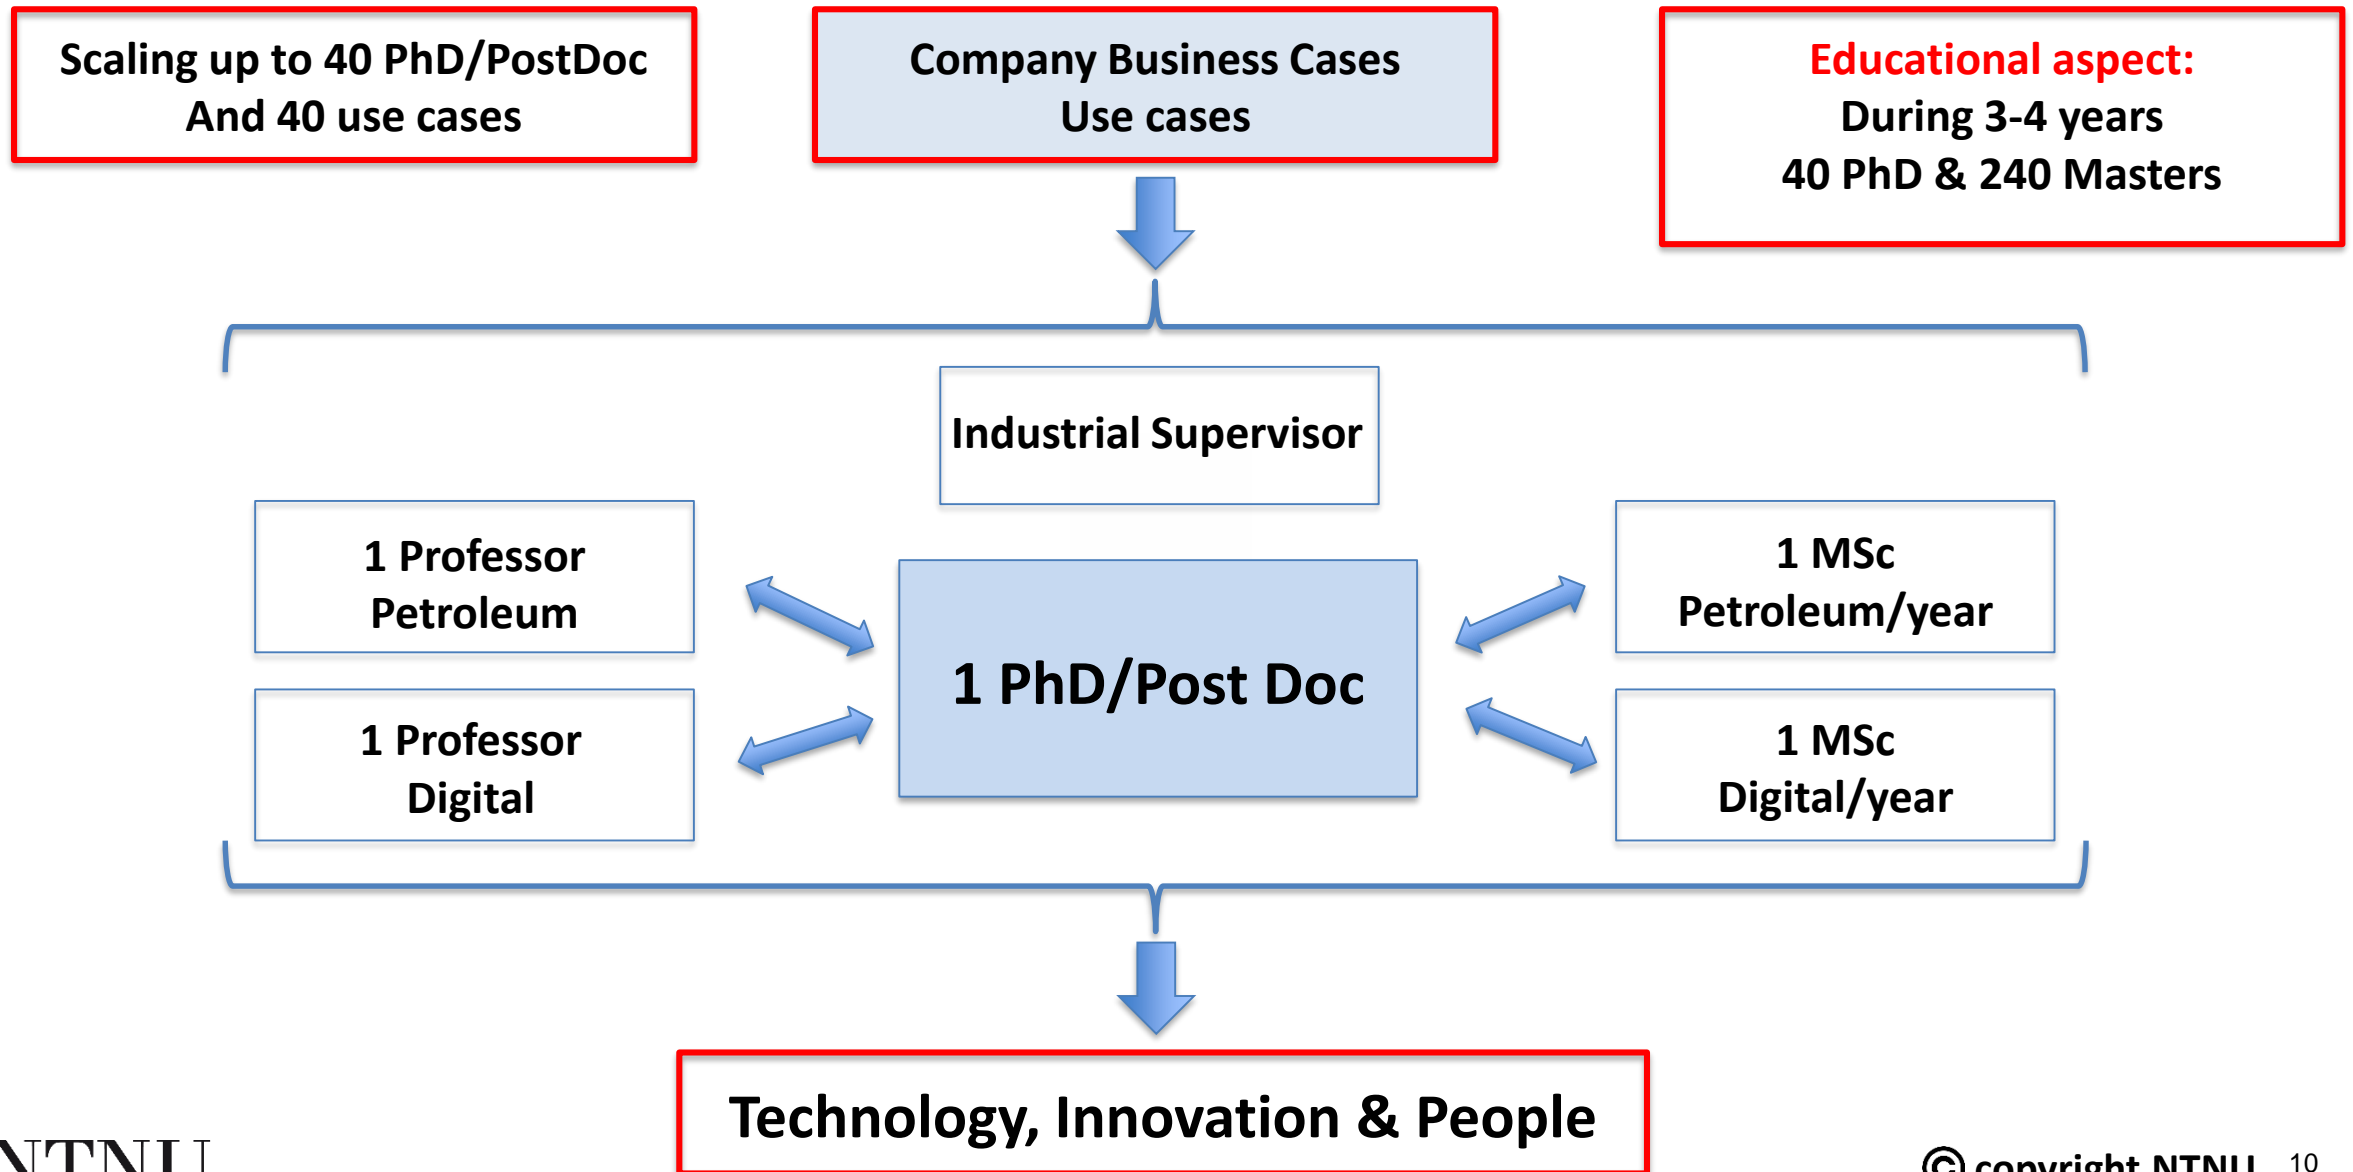 Scaling up to 40 PhD/PostDoc
And 40 use cases
Company Business Cases
Use cases
Educational aspect:
During 3-4 years
40 PhD & 240 Masters
Industrial Supervisor
1 Professor
Petroleum
1 MSc
Petroleum/year
1 PhD/Post Doc
1 Professor
Digital
1 MSc
Digital/year
Technology, Innovation & People
NTNU
© copyright NTNU 10